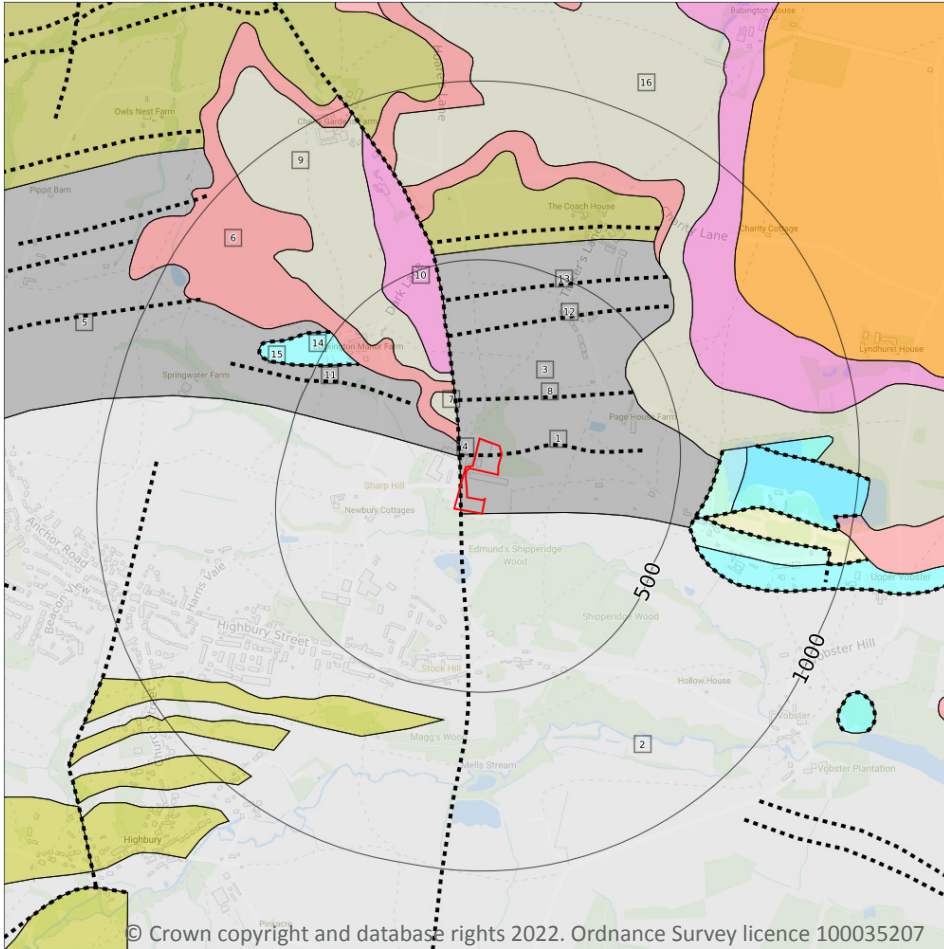 Babington House
16
Owls Nest Farm
9
Pippit Barn
The Coach House
Charity Lane
Charity Cottage
6
10
13
12
5
14
15
11
Springwater Farm
Lyndhurst House
3
8
7
Page House Farm
1
4
Sharp Hill
Newbury Cottages
Edmund's Shipperidge
Wood
500
Anchor Road
Harris Vale
Upper Vobster
Highbury Street
Shipperidge Wood
Stock Hill
1000
Vobster Hill
Hollow House
Vobster
2
Magg's Wood
Mells Stream
Vobster Plantation
Highbury
© Crown copyright and database rights 2022. Ordnance Survey licence 100035207